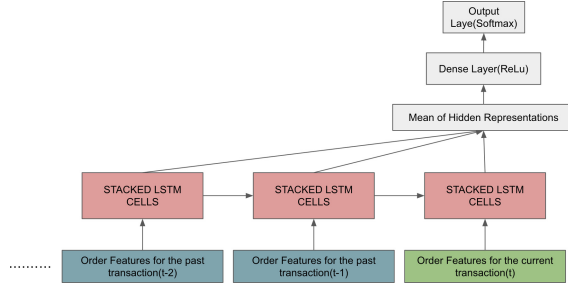 Output
Laye(Softmax)
Dense Layer(ReLu)
Mean of Hidden Representations
STACKED LSTM
CELLS
STACKED LSTM
CELLS
STACKED LSTM
CELLS
..........
Order Features for the past
transaction(t-2)
Order Features for the past
transaction(t-1)
Order Features for the current
transaction(t)